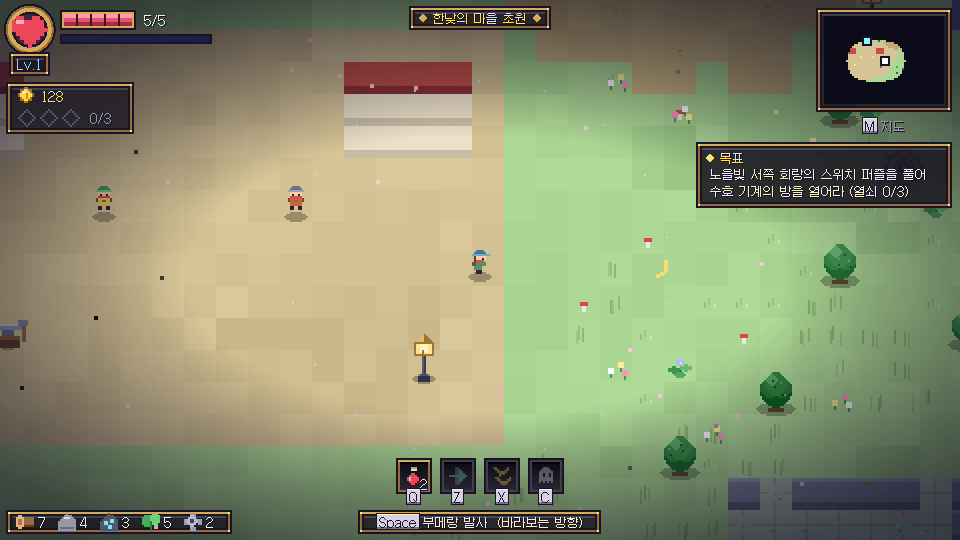 5/5
한낮의 마을 초원
Lv.1
128
0/3
M 지도
목표
노을빛 서쪽 회랑의 스위치 퍼즐을 풀어
수호 기계의 방을 열어라 (열쇠 0/3)
2
Q Z X C
7 4 3 5 2
Space 부메랑 발사 (바라보는 방향)